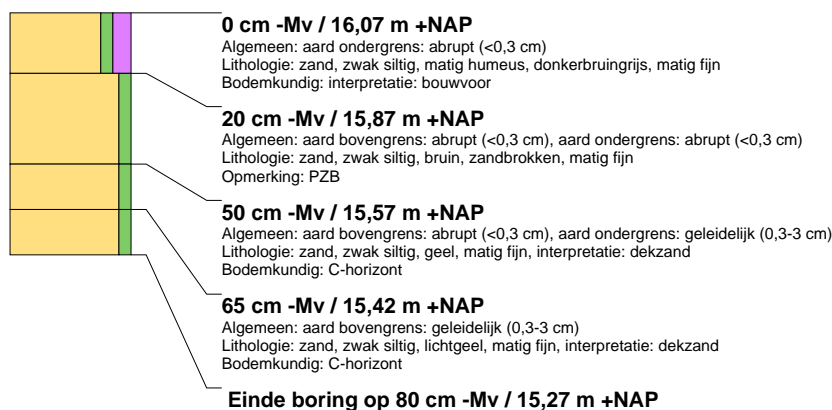 0 cm -Mv / 16,07 m +NAP
Algemeen: aard ondergrens: abrupt (<0,3 cm)
Lithologie: zand, zwak siltig, matig humeus, donkerbruingrijs, matig fijn
Bodemkundig: interpretatie: bouwvoor
20 cm -Mv / 15,87 m +NAP
Algemeen: aard bovengrens: abrupt (<0,3 cm), aard ondergrens: abrupt (<0,3 cm)
Lithologie: zand, zwak siltig, bruin, zandbrokken, matig fijn
Opmerking: PZB
50 cm -Mv / 15,57 m +NAP
Algemeen: aard bovengrens: abrupt (<0,3 cm), aard ondergrens: geleidelijk (0,3-3 cm)
Lithologie: zand, zwak siltig, geel, matig fijn, interpretatie: dekzand
Bodemkundig: C-horizont
65 cm -Mv / 15,42 m +NAP
Algemeen: aard bovengrens: geleidelijk (0,3-3 cm)
Lithologie: zand, zwak siltig, lichtgeel, matig fijn, interpretatie: dekzand
Bodemkundig: C-horizont
Einde boring op 80 cm -Mv / 15,27 m +NAP